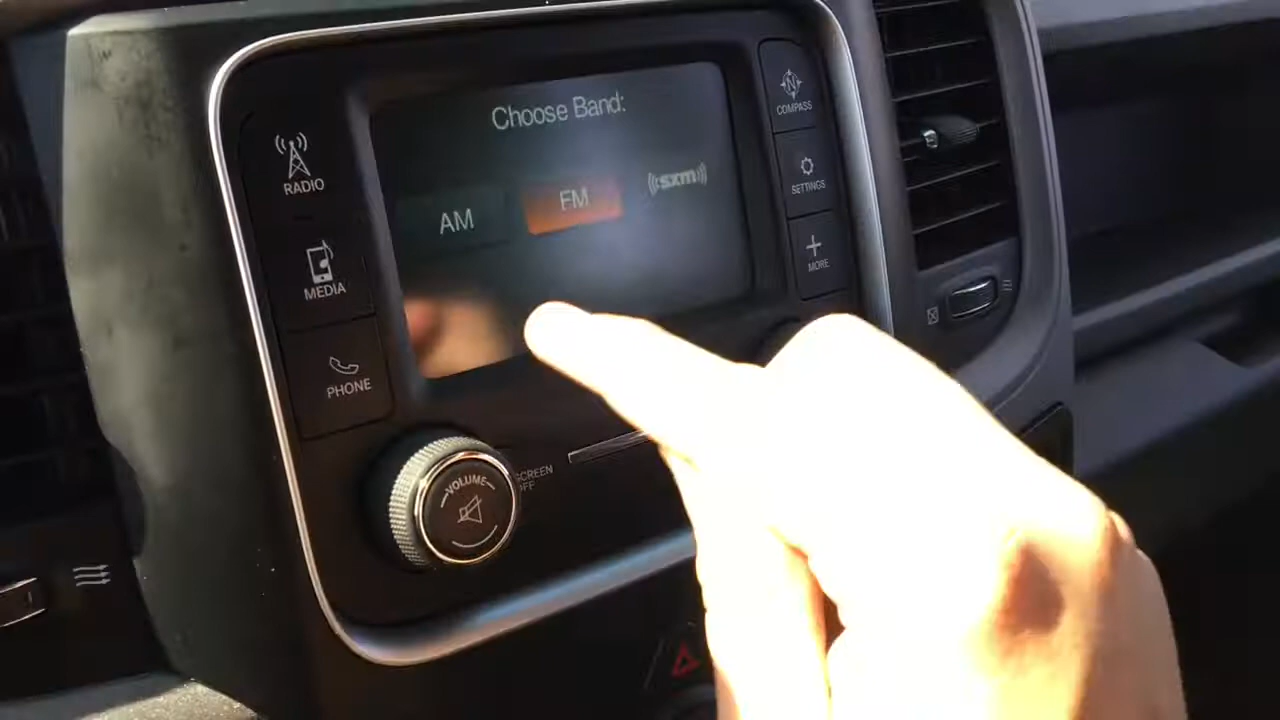 Choose Band:
AM
FM
sxm
RADIO
MEDIA
PHONE
N
COMPASS
SETTINGS
MORE
VOLUME
SCREEN
OFF